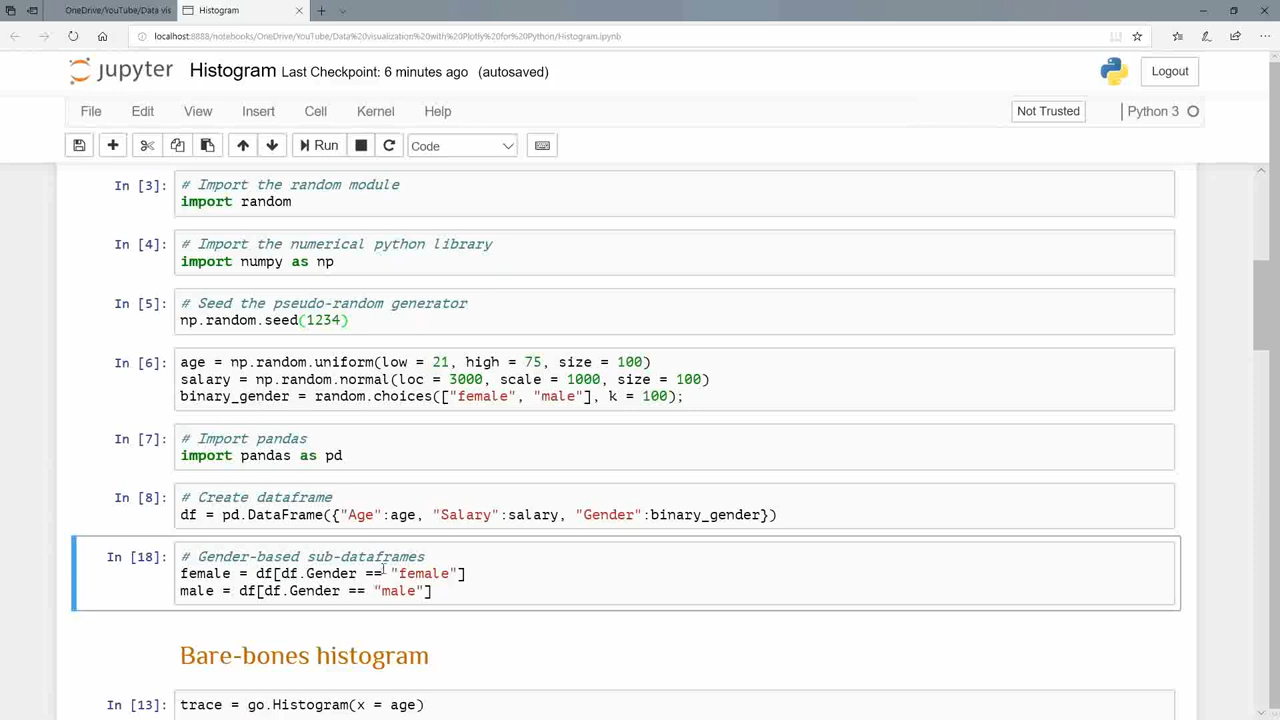 OneDrive/YouTube/Data vis
Histogram
localhost:8888/notebooks/OneDrive/YouTube/Data%20visualization%20with%20Plotly%20for%20Python/Histogram.ipynb
jupyter Histogram Last Checkpoint: 6 minutes ago (autosaved)
Logout
File Edit View Insert Cell Kernel Help
Not Trusted
Python 3
Run
Code
In [3]: # Import the random module
import random
In [4]: # Import the numerical python library
import numpy as np
In [5]: # Seed the pseudo-random generator
np.random.seed(1234)
In [6]: age = np.random.uniform(low = 21, high = 75, size = 100)
salary = np.random.normal(loc = 3000, scale = 1000, size = 100)
binary_gender = random.choices(["female", "male"], k = 100);
In [7]: # Import pandas
import pandas as pd
In [8]: # Create dataframe
df = pd.DataFrame({"Age":age, "Salary":salary, "Gender":binary_gender})
In [18]: # Gender-based sub-dataframes
female = df[df.Gender == "female"]
male = df[df.Gender == "male"]
Bare-bones histogram
In [13]: trace = go.Histogram(x = age)